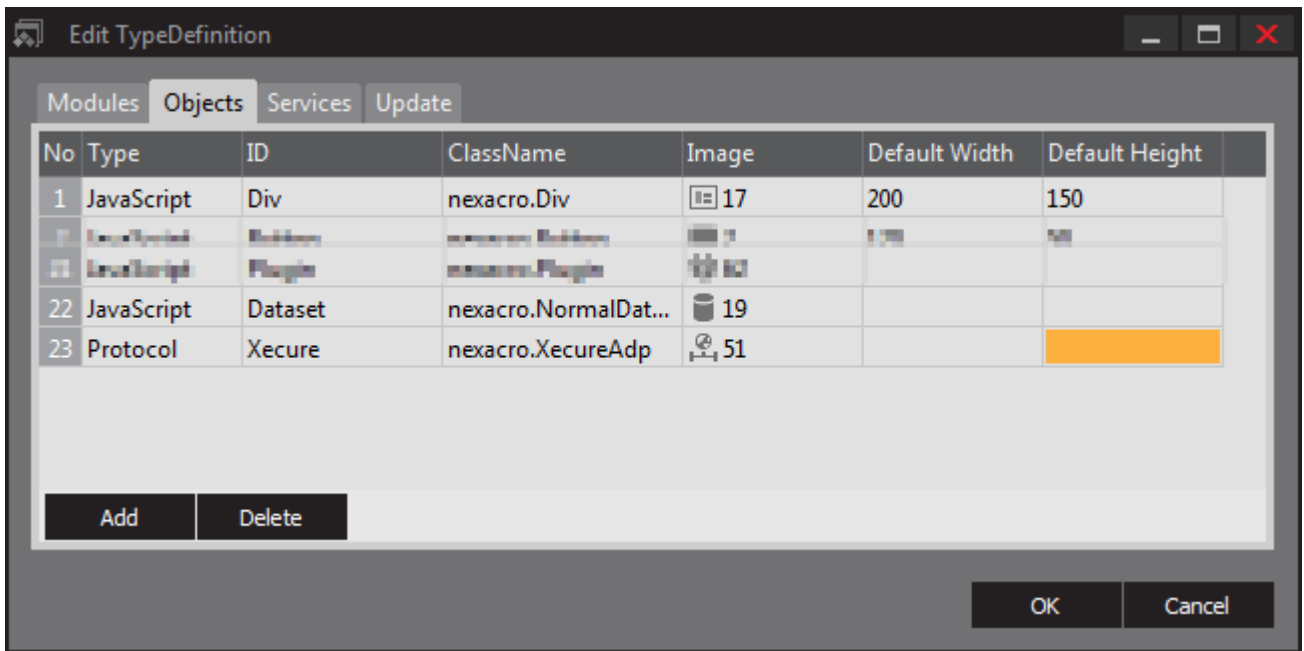 Edit TypeDefinition
Modules Objects Services Update
No Type ID ClassName Image Default Width Default Height
1 JavaScript Div nexacro.Div 17 200 150
22 JavaScript Dataset nexacro.NormalDat... 19
23 Protocol Xecure nexacro.XecureAdp 51
Add Delete
OK Cancel